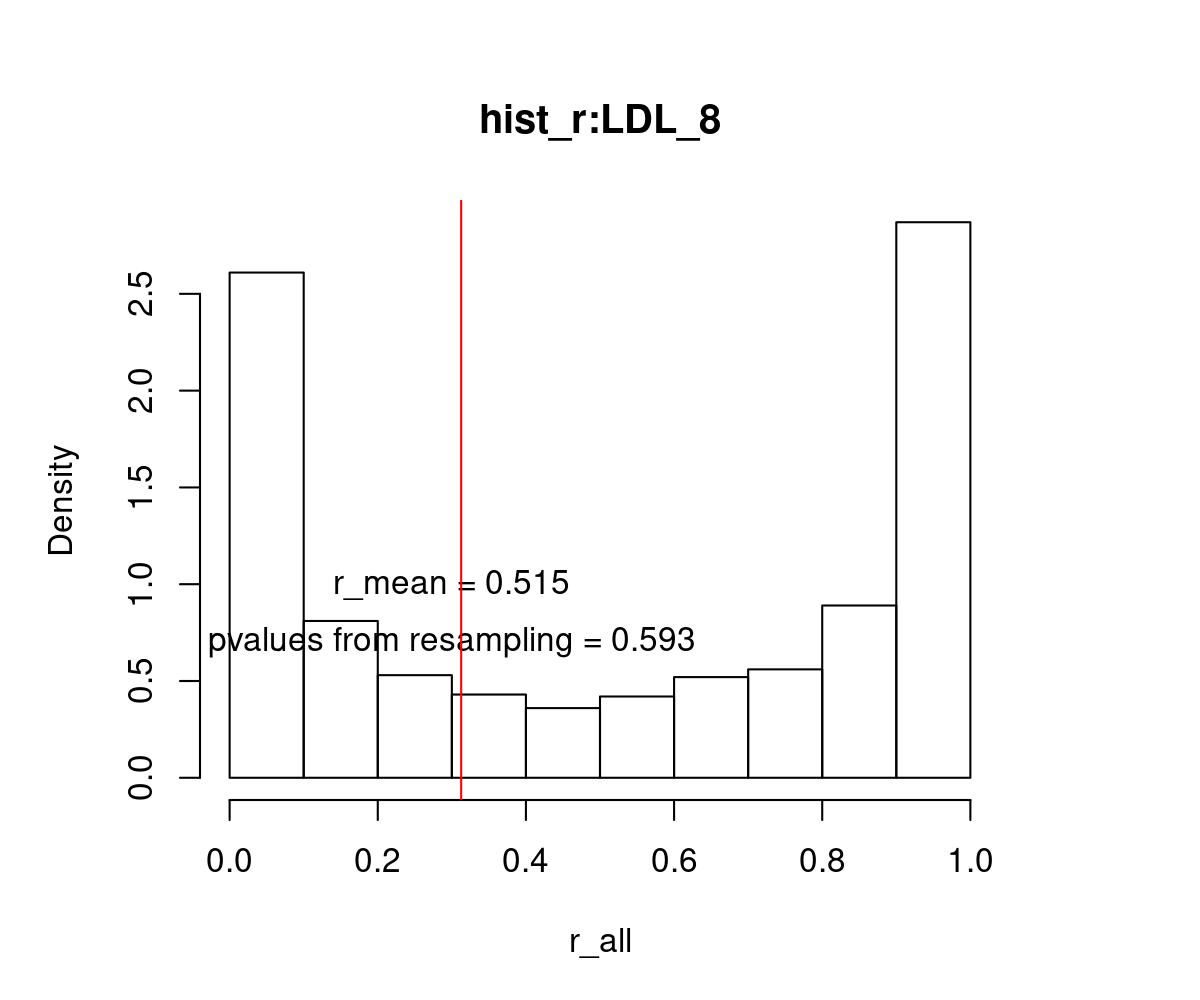 hist_r:LDL_8
Density
2.5
2.0
1.5
1.0
0.5
0.0
r_mean = 0.515
pvalues from resampling = 0.593
0.0 0.2 0.4 0.6 0.8 1.0
r_all